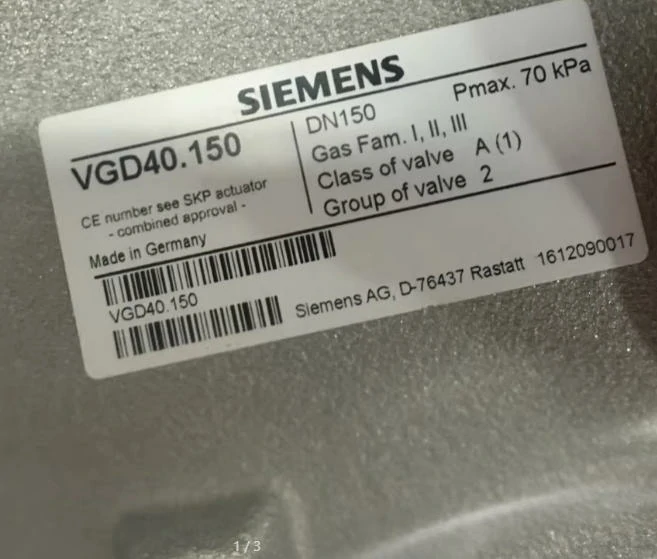 SIEMENS
VGD40.150
CE number see SKP actuator
- combined approval -
Made in Germany
DN150
Pmax. 70 kPa
Gas Fam. I, II, III
Class of valve A (1)
Group of valve 2
VGD40.150
Siemens AG, D-76437 Rastatt 1612090017
1/3